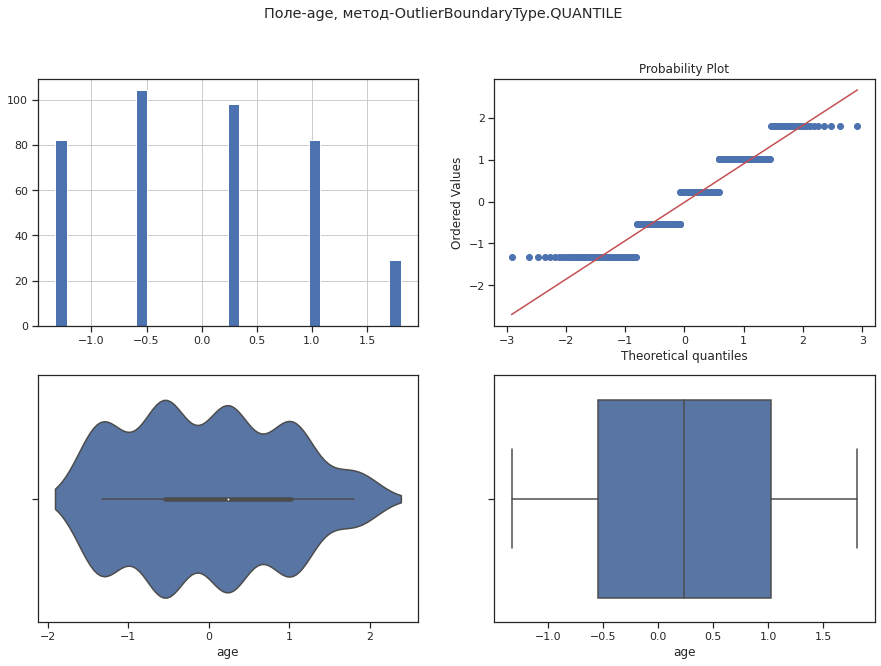 Поле-age, метод-OutlierBoundaryType.QUANTILE
100
80
60
40
20
0
−1.0 −0.5 0.0 0.5 1.0 1.5
Probability Plot
Ordered Values
2
1
0
−1
−2
−3 −2 −1 0 1 2 3
Theoretical quantiles
−2 −1 0 1 2
age
−1.0 −0.5 0.0 0.5 1.0 1.5
age